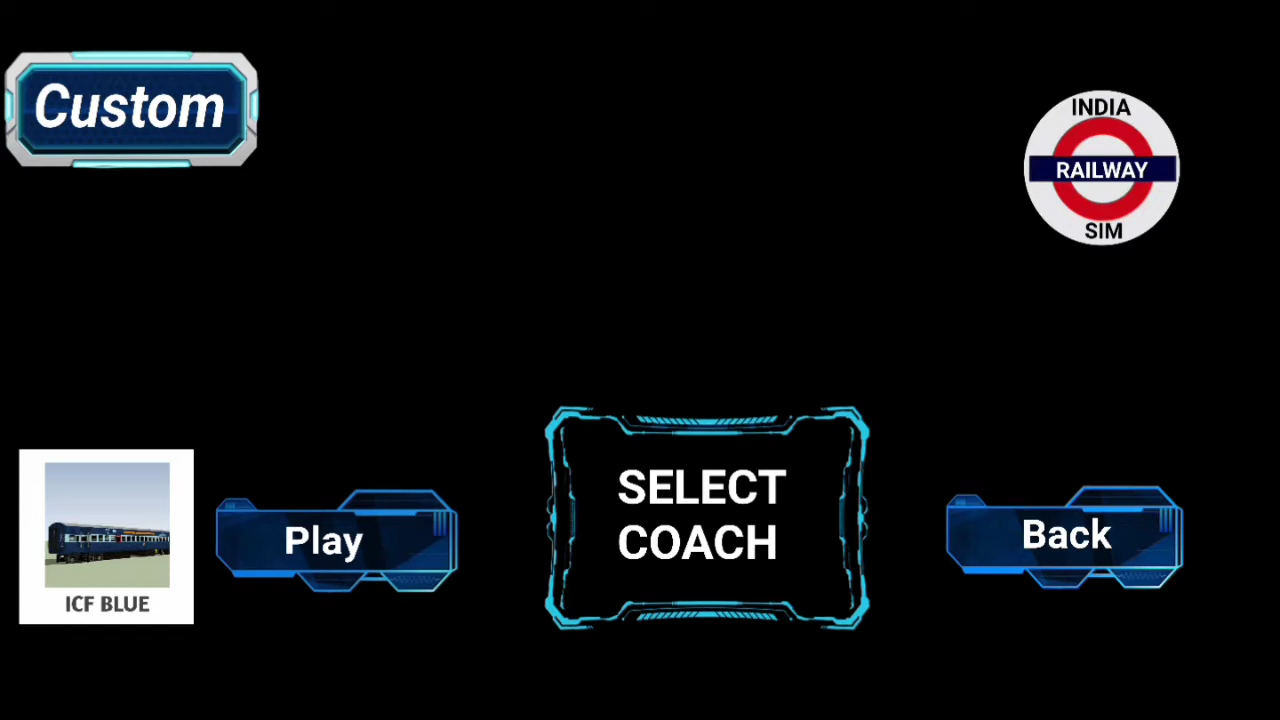 Custom
INDIA
RAILWAY
SIM
SELECT
COACH
Play
Back
ICF BLUE